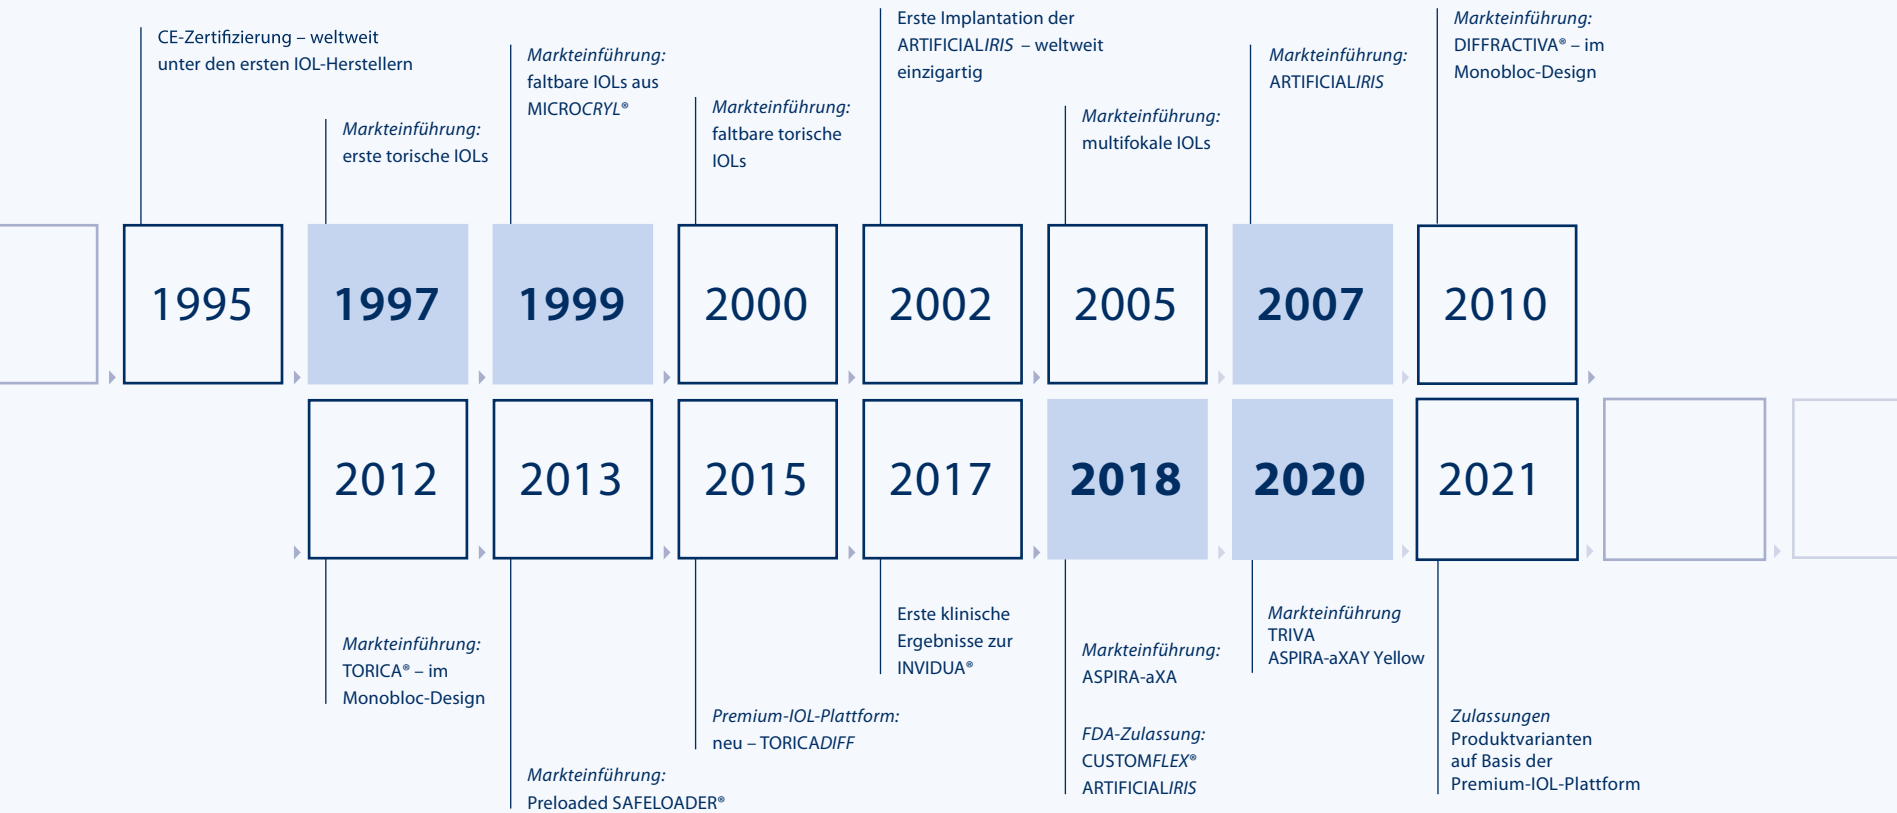 CE-Zertifizierung – weltweit
unter den ersten IOL-Herstellern
Markteinführung:
erste torische IOLs
Markteinführung:
faltbare IOLs aus
MICROCRYL®
Markteinführung:
faltbare torische
IOLs
Erste Implantation der
ARTIFICIALIRIS – weltweit
einzigartig
Markteinführung:
multifokale IOLs
Markteinführung:
ARTIFICIALIRIS
Markteinführung:
DIFFRACTIVA® – im
Monobloc-Design
1995
1997
1999
2000
2002
2005
2007
2010
2012
2013
2015
2017
2018
2020
2021
Markteinführung:
TORICA® – im
Monobloc-Design
Markteinführung:
Preloaded SAFELOADER®
Premium-IOL-Plattform:
neu – TORICADIFF
Erste klinische
Ergebnisse zur
INVIDUA®
Markteinführung:
ASPIRA-aXA
FDA-Zulassung:
CUSTOMFLEX®
ARTIFICIALIRIS
Markteinführung
TRIVA
ASPIRA-aXAY Yellow
Zulassungen
Produktvarianten
auf Basis der
Premium-IOL-Plattform